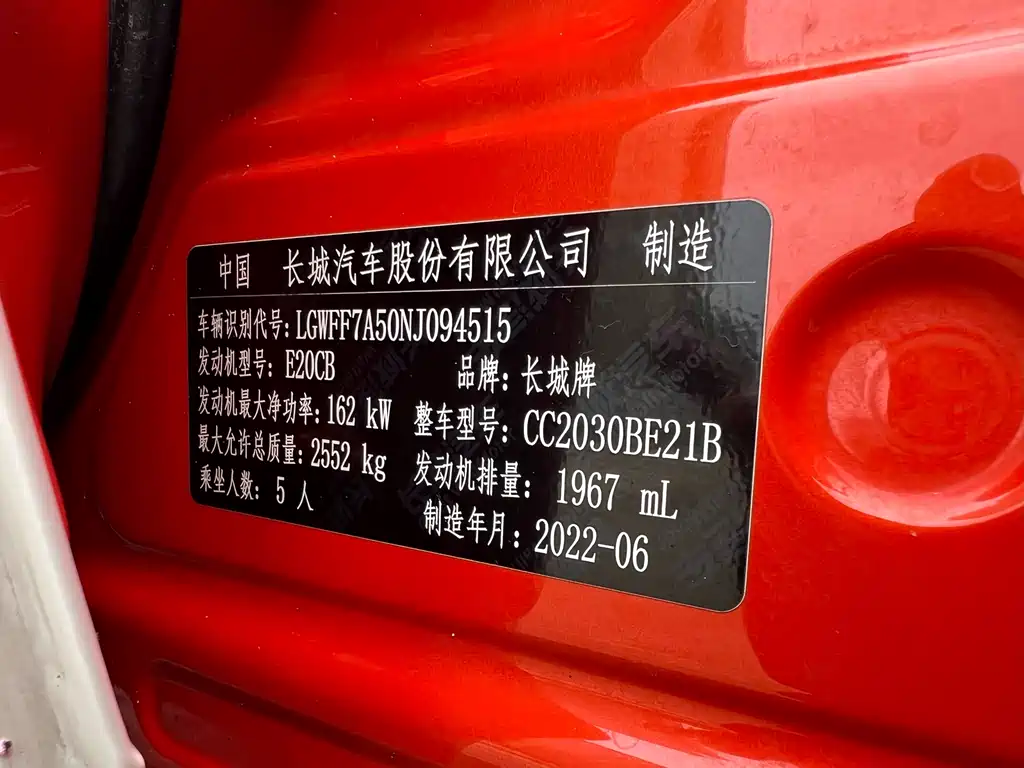 中国 长城汽车股份有限公司 制造
车辆识别代号: LGWFF7A50NJ094515
发动机型号: E20CB 品牌: 长城牌
发动机最大净功率: 162 kW 整车型号: CC2030BE21B
最大允许总质量: 2552 kg 发动机排量: 1967 mL
乘坐人数: 5 人 制造年月: 2022-06